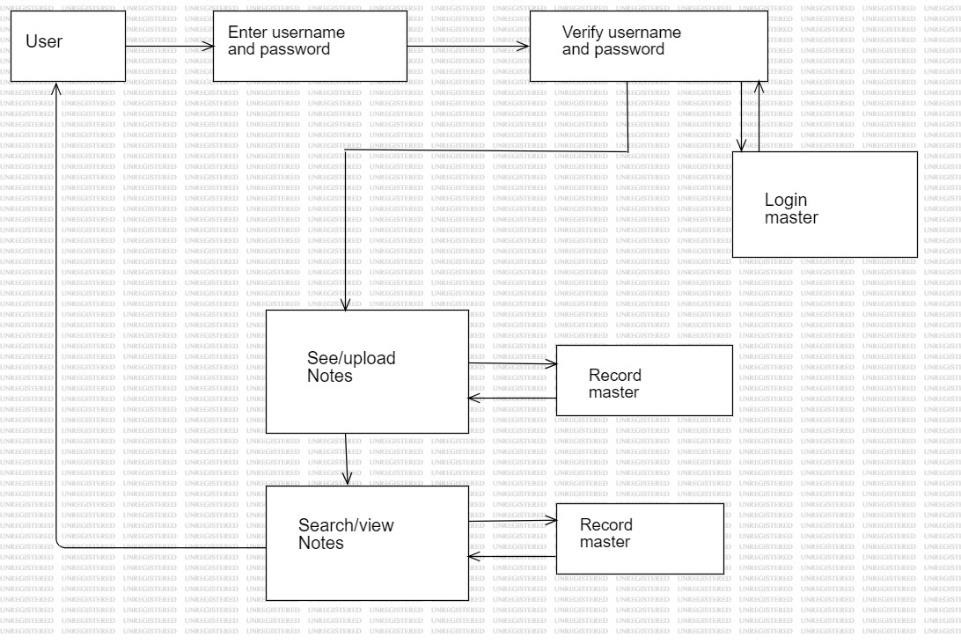 User
Enter username
and password
Verify username
and password
Login
master
See/upload
Notes
Record
master
Search/view
Notes
Record
master
UNREGISTERED